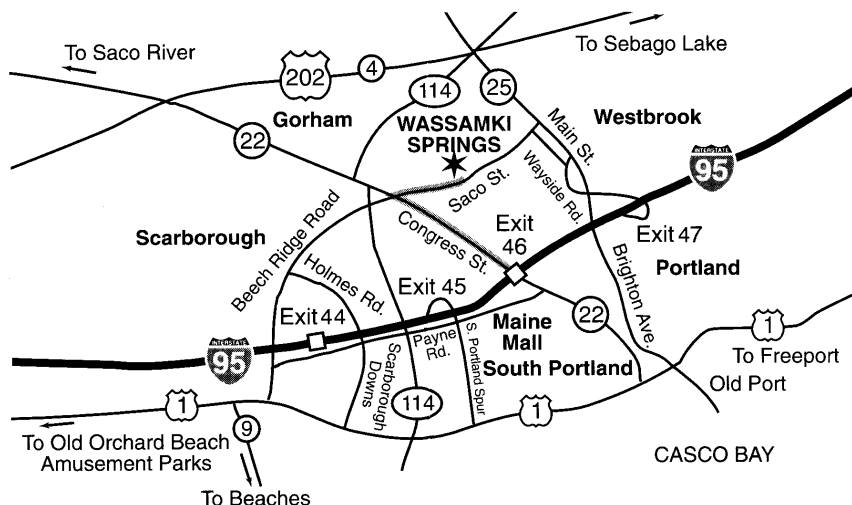 To Saco River
To Sebago Lake
202
4
114
25
Gorham
22
WASSAMKI
SPRINGS
Westbrook
Main St.
Wayside Rd.
Saco St.
INTERSTATE
95
Beech Ridge Road
Congress St.
Exit
46
Exit 47
Scarborough
Portland
Holmes Rd.
Exit 45
Brighton Ave.
Exit 44
Maine
Mall
22
1
To Freeport
INTERSTATE
95
Payne
Rd.
S. Portland Spur
South Portland
Old Port
Scarborough
Downs
1
114
1
9
To Old Orchard Beach
Amusement Parks
CASCO BAY
To Beaches